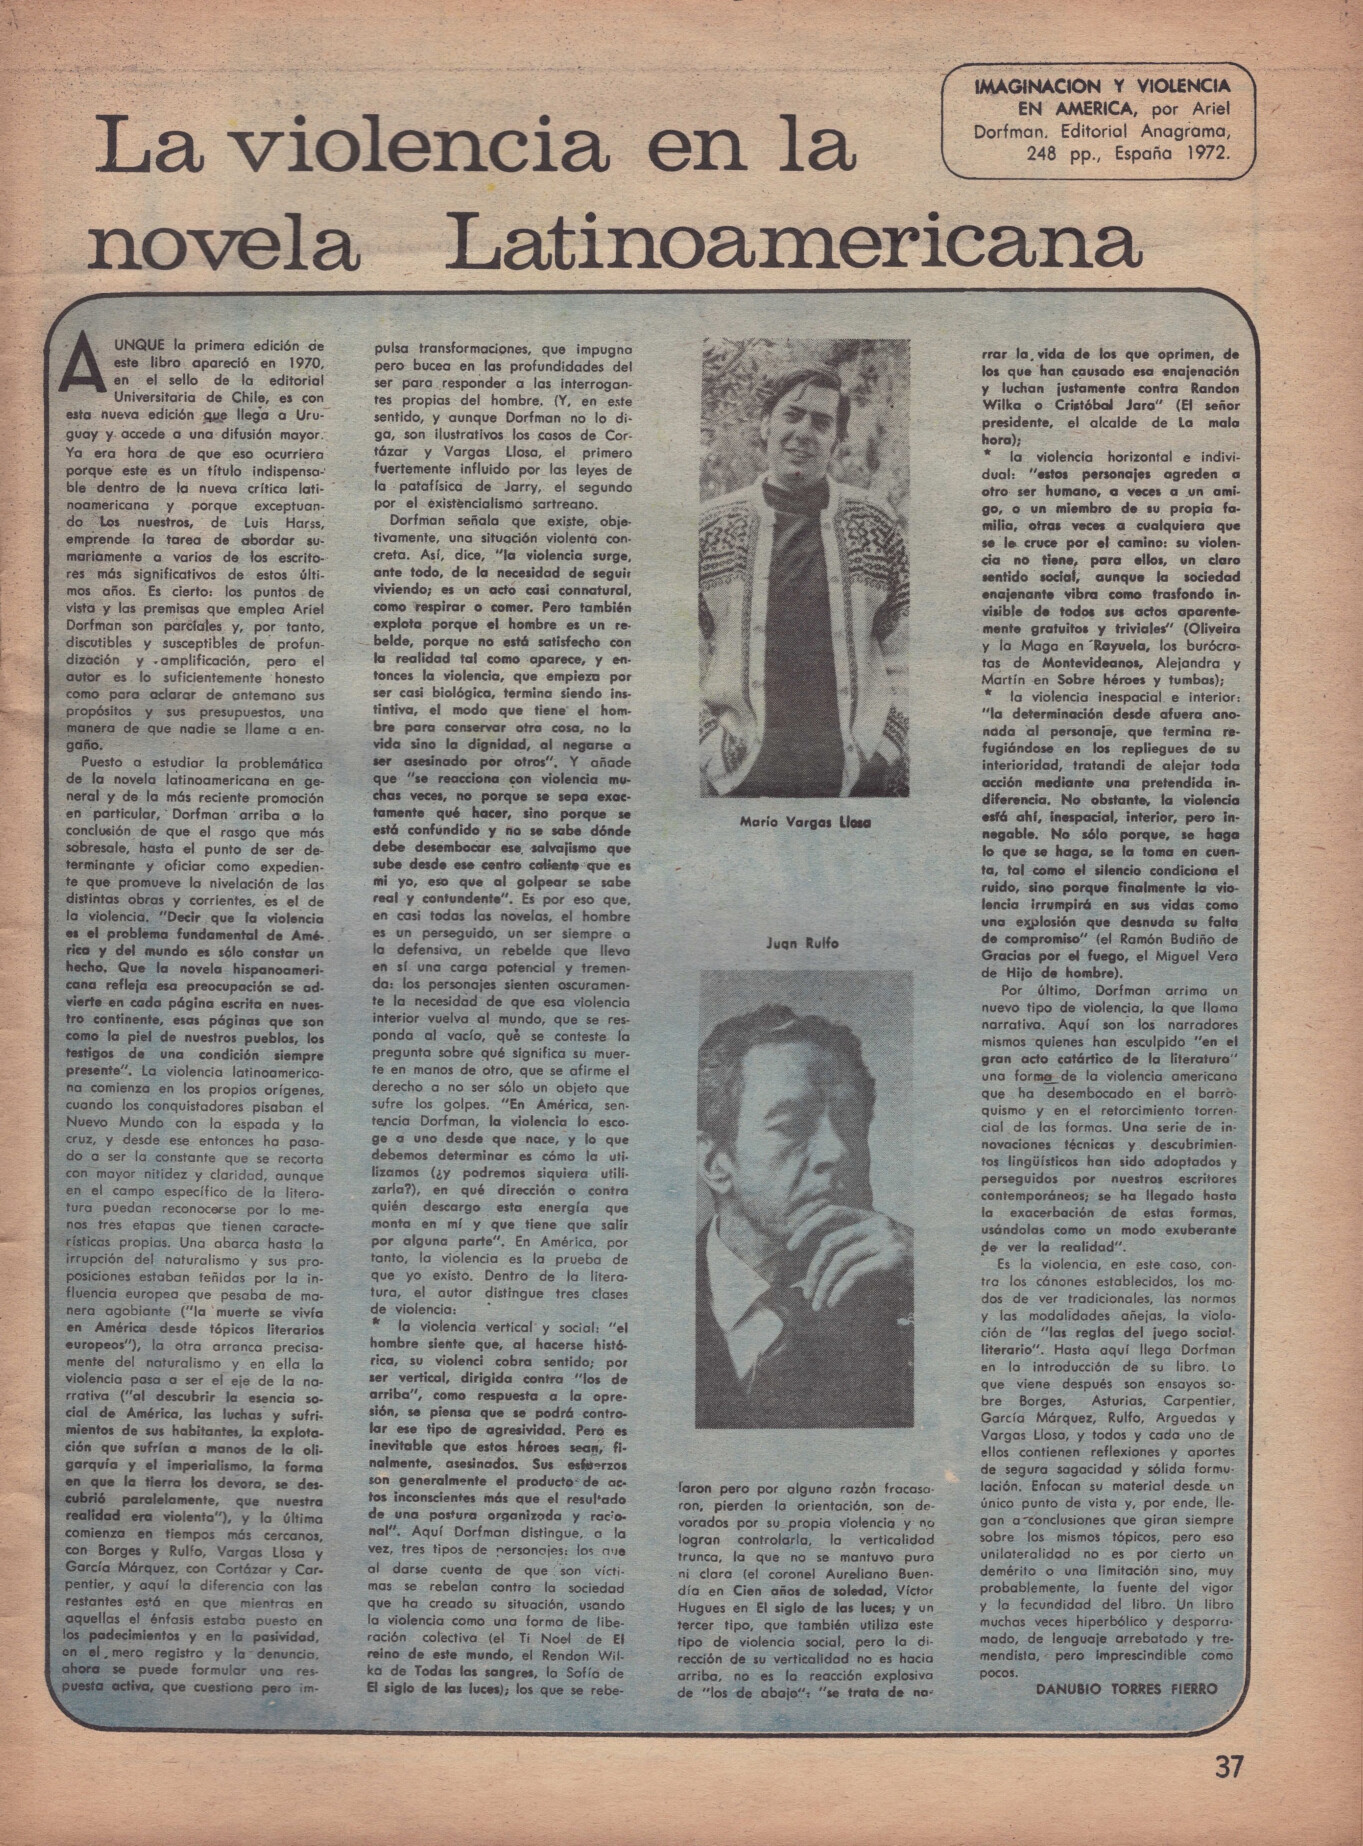 La violencia en la
novela Latinoamericana
IMAGINACION Y VIOLENCIA
EN AMERICA, por Ariel
Dorfman. Editorial Anagrama,
248 pp., España 1972.
AUNQUE la primera edición de
este libro apareció en 1970,
en el sello de la editorial
Universitaria de Chile, es con
esta nueva edición que llega a Uru-
guay y accede a una difusión mayor.
Ya era hora de que eso ocurriera
porque este es un título indispensa-
ble dentro de la nueva crítica lati-
noamericana y porque exceptuan-
do Los nuestros, de Luis Harss,
emprende la tarea de abordar su-
mariamente a varios de los escrito-
res más significativos de estos últi-
mos años. Es cierto: los puntos de
vista y las premisas que emplea Ariel
Dorfman son parciales y, por tanto,
discutibles y susceptibles de profun-
dización y amplificación, pero el
autor es lo suficientemente honesto
como para aclarar de antemano sus
propósitos y sus presupuestos, una
manera de que nadie se llame a en-
gaño.
Puesto a estudiar la problemática
de la novela latinoamericana en ge-
neral y de la más reciente promoción
en particular, Dorfman arriba a la
conclusión de que el rasgo que más
sobresale, hasta el punto de ser de-
terminante y oficiar como expedien-
te que promueve la nivelación de las
distintas obras y corrientes, es el de
la violencia. "Decir que la violencia
es el problema fundamental de Amé-
rica y del mundo es sólo constar un
hecho. Que la novela hispanoameri-
cana refleja esa preocupación se ad-
vierte en cada página escrita en nues-
tro continente, esas páginas que son
como la piel de nuestros pueblos, los
testigos de una condición siempre
presente". La violencia latinoamerica-
na comienza en los propios orígenes,
cuando los conquistadores pisaban el
Nuevo Mundo con la espada y la
cruz, y desde ese entonces ha pasa-
do a ser la constante que se recorta
con mayor nitidez y claridad, aunque
en el campo específico de la litera-
tura puedan reconocerse por lo me-
nos tres etapas que tienen caracte-
rísticas propias. Una abarca hasta la
irrupción del naturalismo y sus pro-
posiciones estaban teñidas por la in-
fluencia europea que pesaba de ma-
nera agobiante ("la muerte se vivía
en América desde tópicos literarios
europeos"), la otra arranca precisa-
mente del naturalismo y en ella la
violencia pasa a ser el eje de la na-
rrativa ("al descubrir la esencia so-
cial de América, las luchas y sufri-
mientos de sus habitantes, la explota-
ción que sufrían a manos de la oli-
garquía y el imperialismo, la forma
en que la tierra los devora, se des-
cubrió paralelamente, que nuestra
realidad era violenta"), y la última
comienza en tiempos más cercanos,
con Borges y Rulfo, Vargas Llosa y
García Márquez, con Cortázar y Car-
pentier, y aquí la diferencia con las
restantes está en que mientras en
aquellas el énfasis estaba puesto en
los padecimientos y en la pasividad,
en el mero registro y la denuncia,
ahora se puede formular una res-
puesta activa, que cuestiona pero im-
pulsa transformaciones, que impugna
pero bucea en las profundidades del
ser para responder a las interrogan-
tes propias del hombre. (Y, en este
sentido, y aunque Dorfman no lo di-
ga, son ilustrativos los casos de Cor-
tázar y Vargas Llosa, el primero
fuertemente influido por las leyes de
la patafísica de Jarry, el segundo
por el existencialismo sartreano.
Dorfman señala que existe, obje-
tivamente, una situación violenta con-
creta. Así, dice, "la violencia surge,
ante todo, de la necesidad de seguir
viviendo; es un acto casi connatural,
como respirar o comer. Pero también
explota porque el hombre es un re-
belde, porque no está satisfecho con
la realidad tal como aparece, y en-
tonces la violencia, que empieza por
ser casi biológica, termina siendo ins-
tintiva, el modo que tiene el hom-
bre para conservar otra cosa, no la
vida sino la dignidad, al negarse a
ser asesinado por otros". Y añade
que "se reacciona con violencia mu-
chas veces, no porque se sepa exac-
tamente qué hacer, sino porque se
está confundido y no se sabe dónde
debe desembocar ese salvajismo que
sube desde ese centro caliente que es
mi yo, eso que al golpear se sabe
real y contundente". Es por eso que,
en casi todas las novelas, el hombre
es un perseguido, un ser siempre a
la defensiva, un rebelde que lleva
en sí una carga potencial y tremen-
da: los personajes sienten oscuramen-
te la necesidad de que esa violencia
interior vuelva al mundo, que se res-
ponda al vacío, què se conteste la
pregunta sobre qué significa su muer-
te en manos de otro, que se afirme el
derecho a no ser sólo un objeto que
sufre los golpes. "En América, sen-
tencia Dorfman, la violencia lo esco-
ge a uno desde que nace, y lo que
debemos determinar es cómo la uti-
lizamos (¿y podremos siquiera utili-
zarla?), en qué dirección o contra
quién descargo esta energía que
monta en mí y que tiene que salir
por alguna parte". En América, por
tanto, la violencia es la prueba de
que yo existo. Dentro de la litera-
tura, el autor distingue tres clases
de violencia:
* la violencia vertical y social: "el
hombre siente que, al hacerse histó-
rica, su violenci cobra sentido; por
ser vertical, dirigida contra "los de
arriba", como respuesta a la opre-
sión, se piensa que se podrá contro-
lar ese tipo de agresividad. Pero es
inevitable que estos héroes sean, fi-
nalmente, asesinados. Sus esfuerzos
son generalmente el producto de ac-
tos inconscientes más que el resultado
de una postura organizada y racio-
nal". Aquí Dorfman distingue, a la
vez, tres tipos de personajes: los que
al darse cuenta de que son vícti-
mas se rebelan contra la sociedad
que ha creado su situación, usando
la violencia como una forma de libe-
ración colectiva (el Ti Noel de El
reino de este mundo, el Rendon Wil-
ka de Todas las sangres, la Sofía de
El siglo de las luces); los que se rebe-
Mario Vargas Llosa
Juan Rulfo
laron pero por alguna razón fracasa-
ron, pierden la orientación, son de-
vorados por su propia violencia y no
logran controlarla, la verticalidad
trunca, la que no se mantuvo pura
ni clara (el coronel Aureliano Buen-
día en Cien años de soledad, Víctor
Hugues en El siglo de las luces; y un
tercer tipo, que también utiliza este
tipo de violencia social, pero la di-
rección de su verticalidad no es hacia
arriba, no es la reacción explosiva
de "los de abajo": "se trata de na-
rrar la vida de los que oprimen, de
los que han causado esa enajenación
y luchan justamente contra Randon
Wilka o Cristóbal Jara" (El señor
presidente, el alcalde de La mala
hora);
* la violencia horizontal e indivi-
dual: "estos personajes agreden a
otro ser humano, a veces a un ami-
go, o un miembro de su propia fa-
milia, otras veces a cualquiera que
se le cruce por el camino: su violen-
cia no tiene, para ellos, un claro
sentido social, aunque la sociedad
enajenante vibra como trasfondo in-
visible de todos sus actos aparente-
mente gratuitos y triviales" (Oliveira
y la Maga en Rayuela, los burócra-
tas de Montevideanos, Alejandra y
Martín en Sobre héroes y tumbas);
* la violencia inespacial e interior:
"la determinación desde afuera ano-
nada al personaje, que termina re-
fugiándose en los repliegues de su
interioridad, tratandi de alejar toda
acción mediante una pretendida in-
diferencia. No obstante, la violencia
está ahí, inespacial, interior, pero in-
negable. No sólo porque, se haga
lo que se haga, se la toma en cuen-
ta, tal como el silencio condiciona el
ruido, sino porque finalmente la vio-
lencia irrumpirá en sus vidas como
una explosión que desnuda su falta
de compromiso" (el Ramón Budiño de
Gracias por el fuego, el Miguel Vera
de Hijo de hombre).
Por último, Dorfman arrima un
nuevo tipo de violencia, la que llama
narrativa. Aquí son los narradores
mismos quienes han esculpido "en el
gran acto catártico de la literatura"
una forma de la violencia americana
que ha desembocado en el barro-
quismo y en el retorcimiento torren-
cial de las formas. Una serie de in-
novaciones técnicas y descubrimien-
tos lingüísticos han sido adoptados y
perseguidos por nuestros escritores
contemporáneos; se ha llegado hasta
la exacerbación de estas formas,
usándolas como un modo exuberante
de ver la realidad".
Es la violencia, en este caso, con-
tra los cánones establecidos, los mo-
dos de ver tradicionales, las normas
y las modalidades añejas, la viola-
ción de "las reglas del juego social-
literario". Hasta aquí llega Dorfman
en la introducción de su libro. Lo
que viene después son ensayos so-
bre Borges, Asturias, Carpentier,
García Márquez, Rulfo, Arguedas y
Vargas Llosa, y todos y cada uno de
ellos contienen reflexiones y aportes
de segura sagacidad y sólida formu-
lación. Enfocan su material desde un
único punto de vista y, por ende, lle-
gan a conclusiones que giran siempre
sobre los mismos tópicos, pero esa
unilateralidad no es por cierto un
demérito o una limitación sino, muy
probablemente, la fuente del vigor
y la fecundidad del libro. Un libro
muchas veces hiperbólico y desparra-
mado, de lenguaje arrebatado y tre-
mendista, pero imprescindible como
pocos.
DANUBIO TORRES FIERRO
37